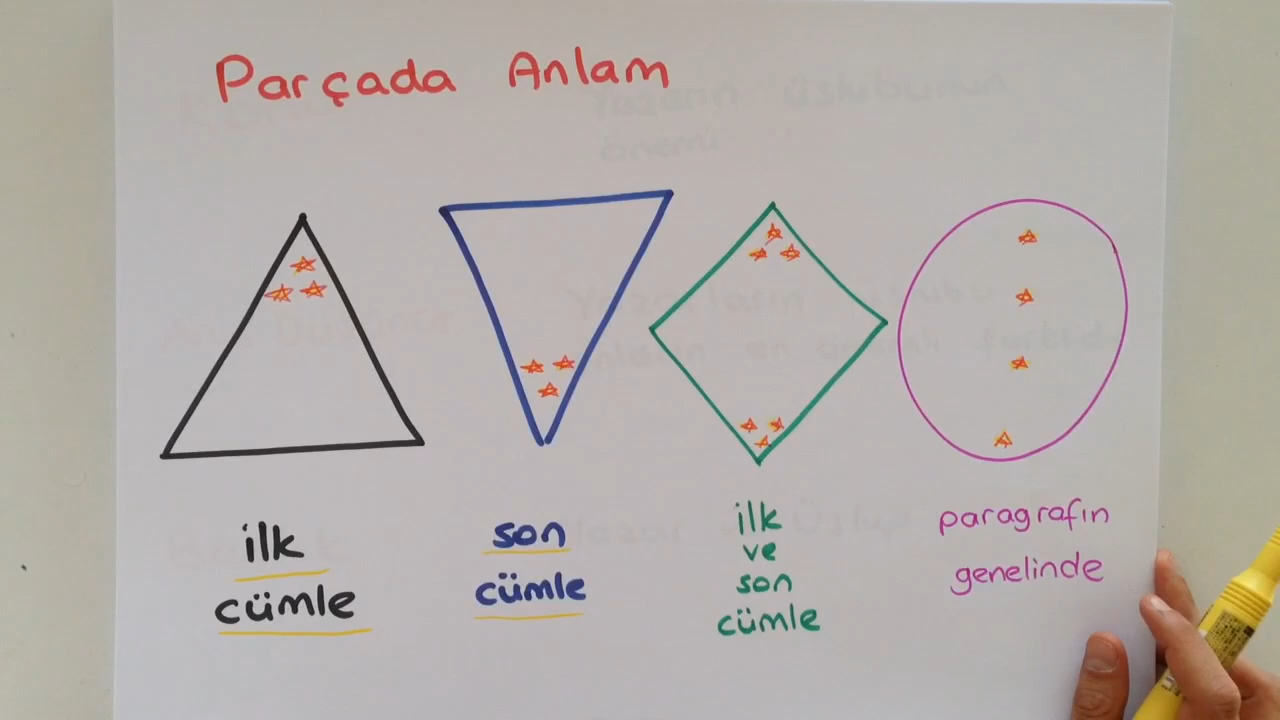 Parçada Anlam
ilk
cümle
son
cümle
ilk
ve
son
cümle
paragrafın
genelinde